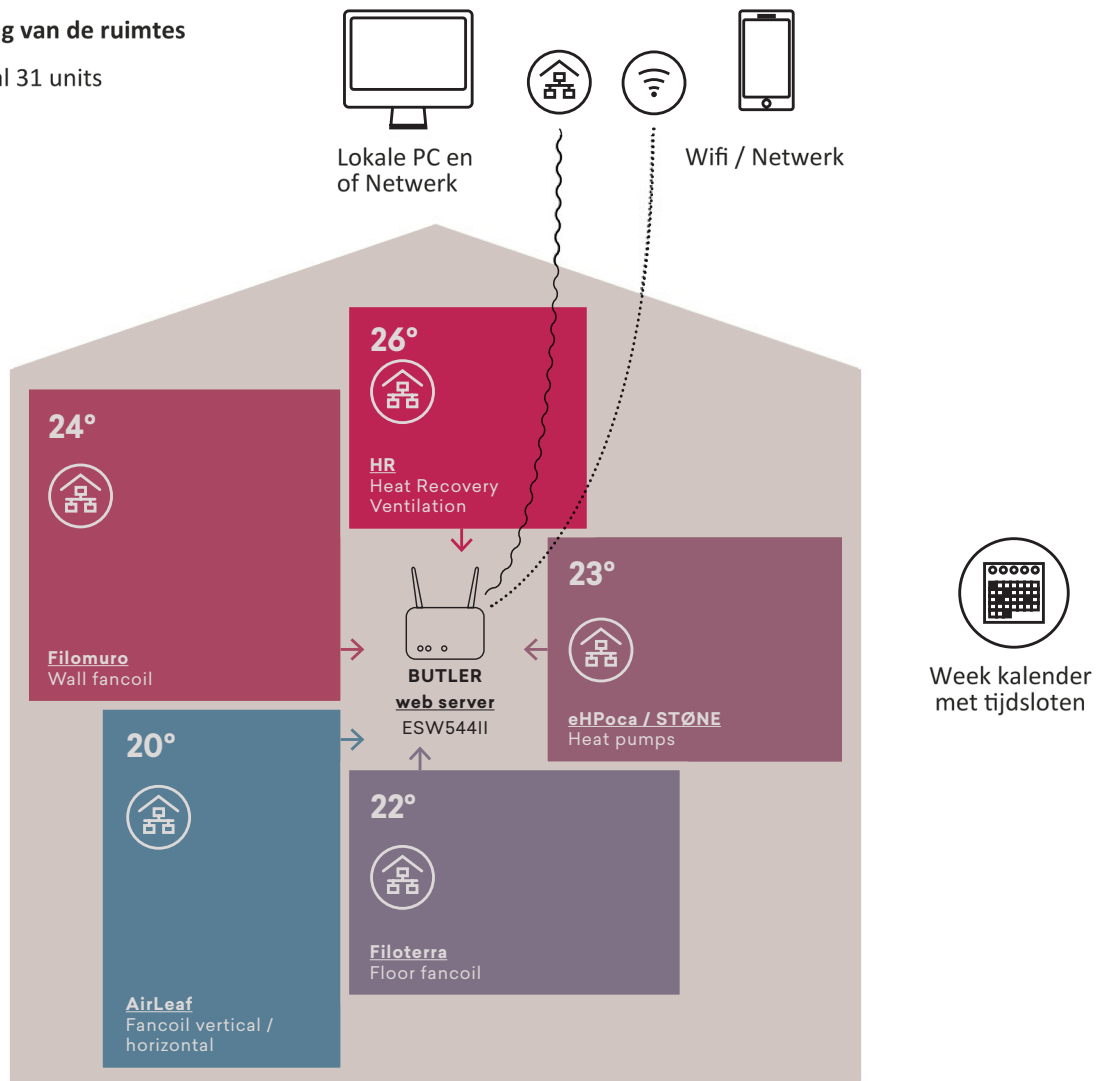 van de ruimtes
31 units
Lokale PC en
of Netwerk
Wifi / Netwerk
26°
HR
Heat Recovery
Ventilation
24°
Filomuro
Wall fancoil
23°
eHPoca / STØNE
Heat pumps
BUTLER
web server
ESW544II
20°
AirLeaf
Fancoil vertical /
horizontal
22°
Filoterra
Floor fancoil
Week kalender
met tijdsloten